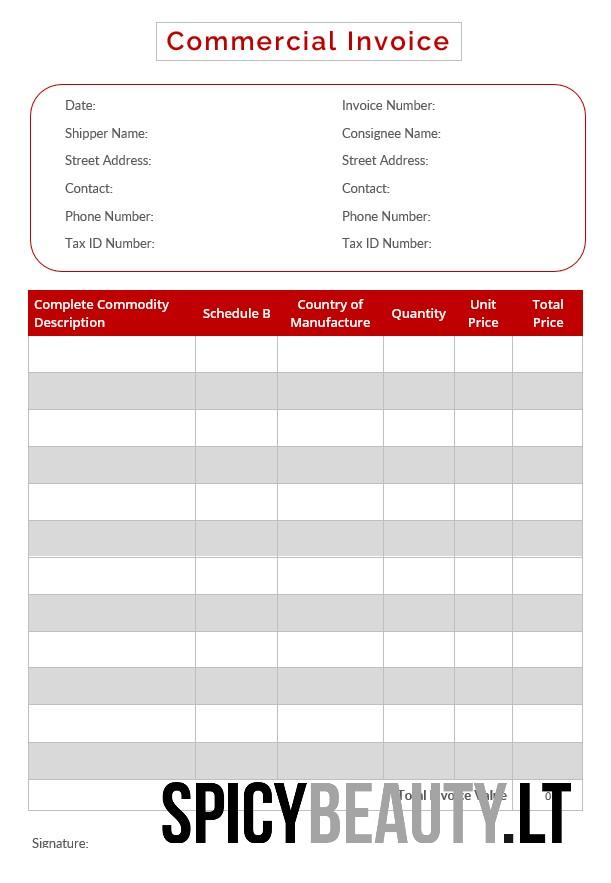 Commercial Invoice
Date:
Invoice Number:
Shipper Name:
Consignee Name:
Street Address:
Street Address:
Contact:
Contact:
Phone Number:
Phone Number:
Tax ID Number:
Tax ID Number:
Complete Commodity
Description
Schedule B
Country of
Manufacture
Quantity
Unit
Price
Total
Price
Total Invoice Value
SPICYBEAUTY.LT
Signature: